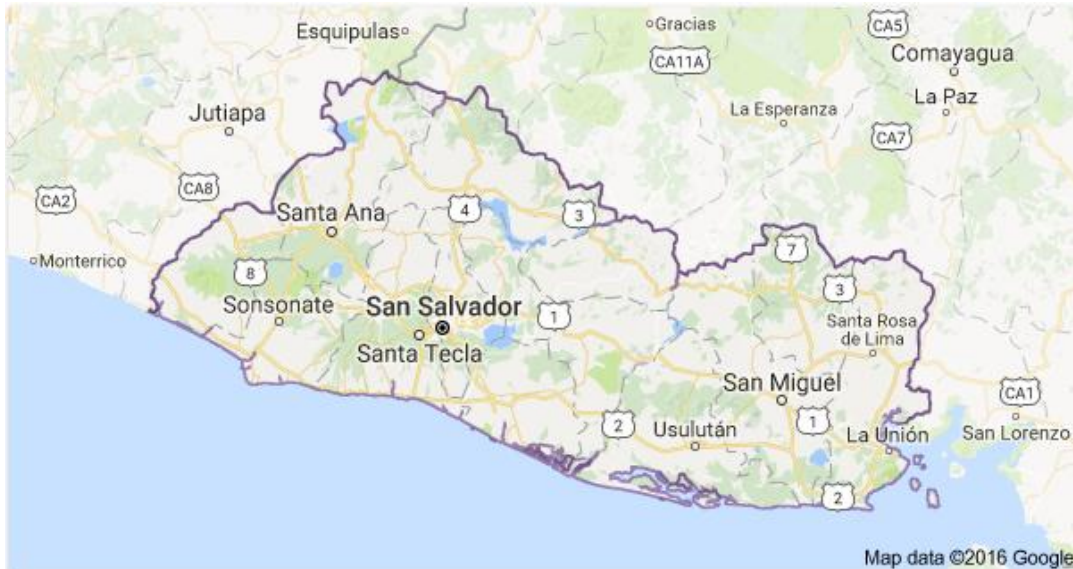 Esquipulas
Gracias
CA5
CA11A
Comayagua
Jutiapa
La Esperanza
La Paz
CA7
CA8
CA2
Santa Ana
4
3
7
Monterrico
8
3
Sonsonate
San Salvador
1
Santa Rosa
de Lima
Santa Tecla
San Miguel
CA1
2
1
Usulután
La Unión
San Lorenzo
2
Map data ©2016 Google